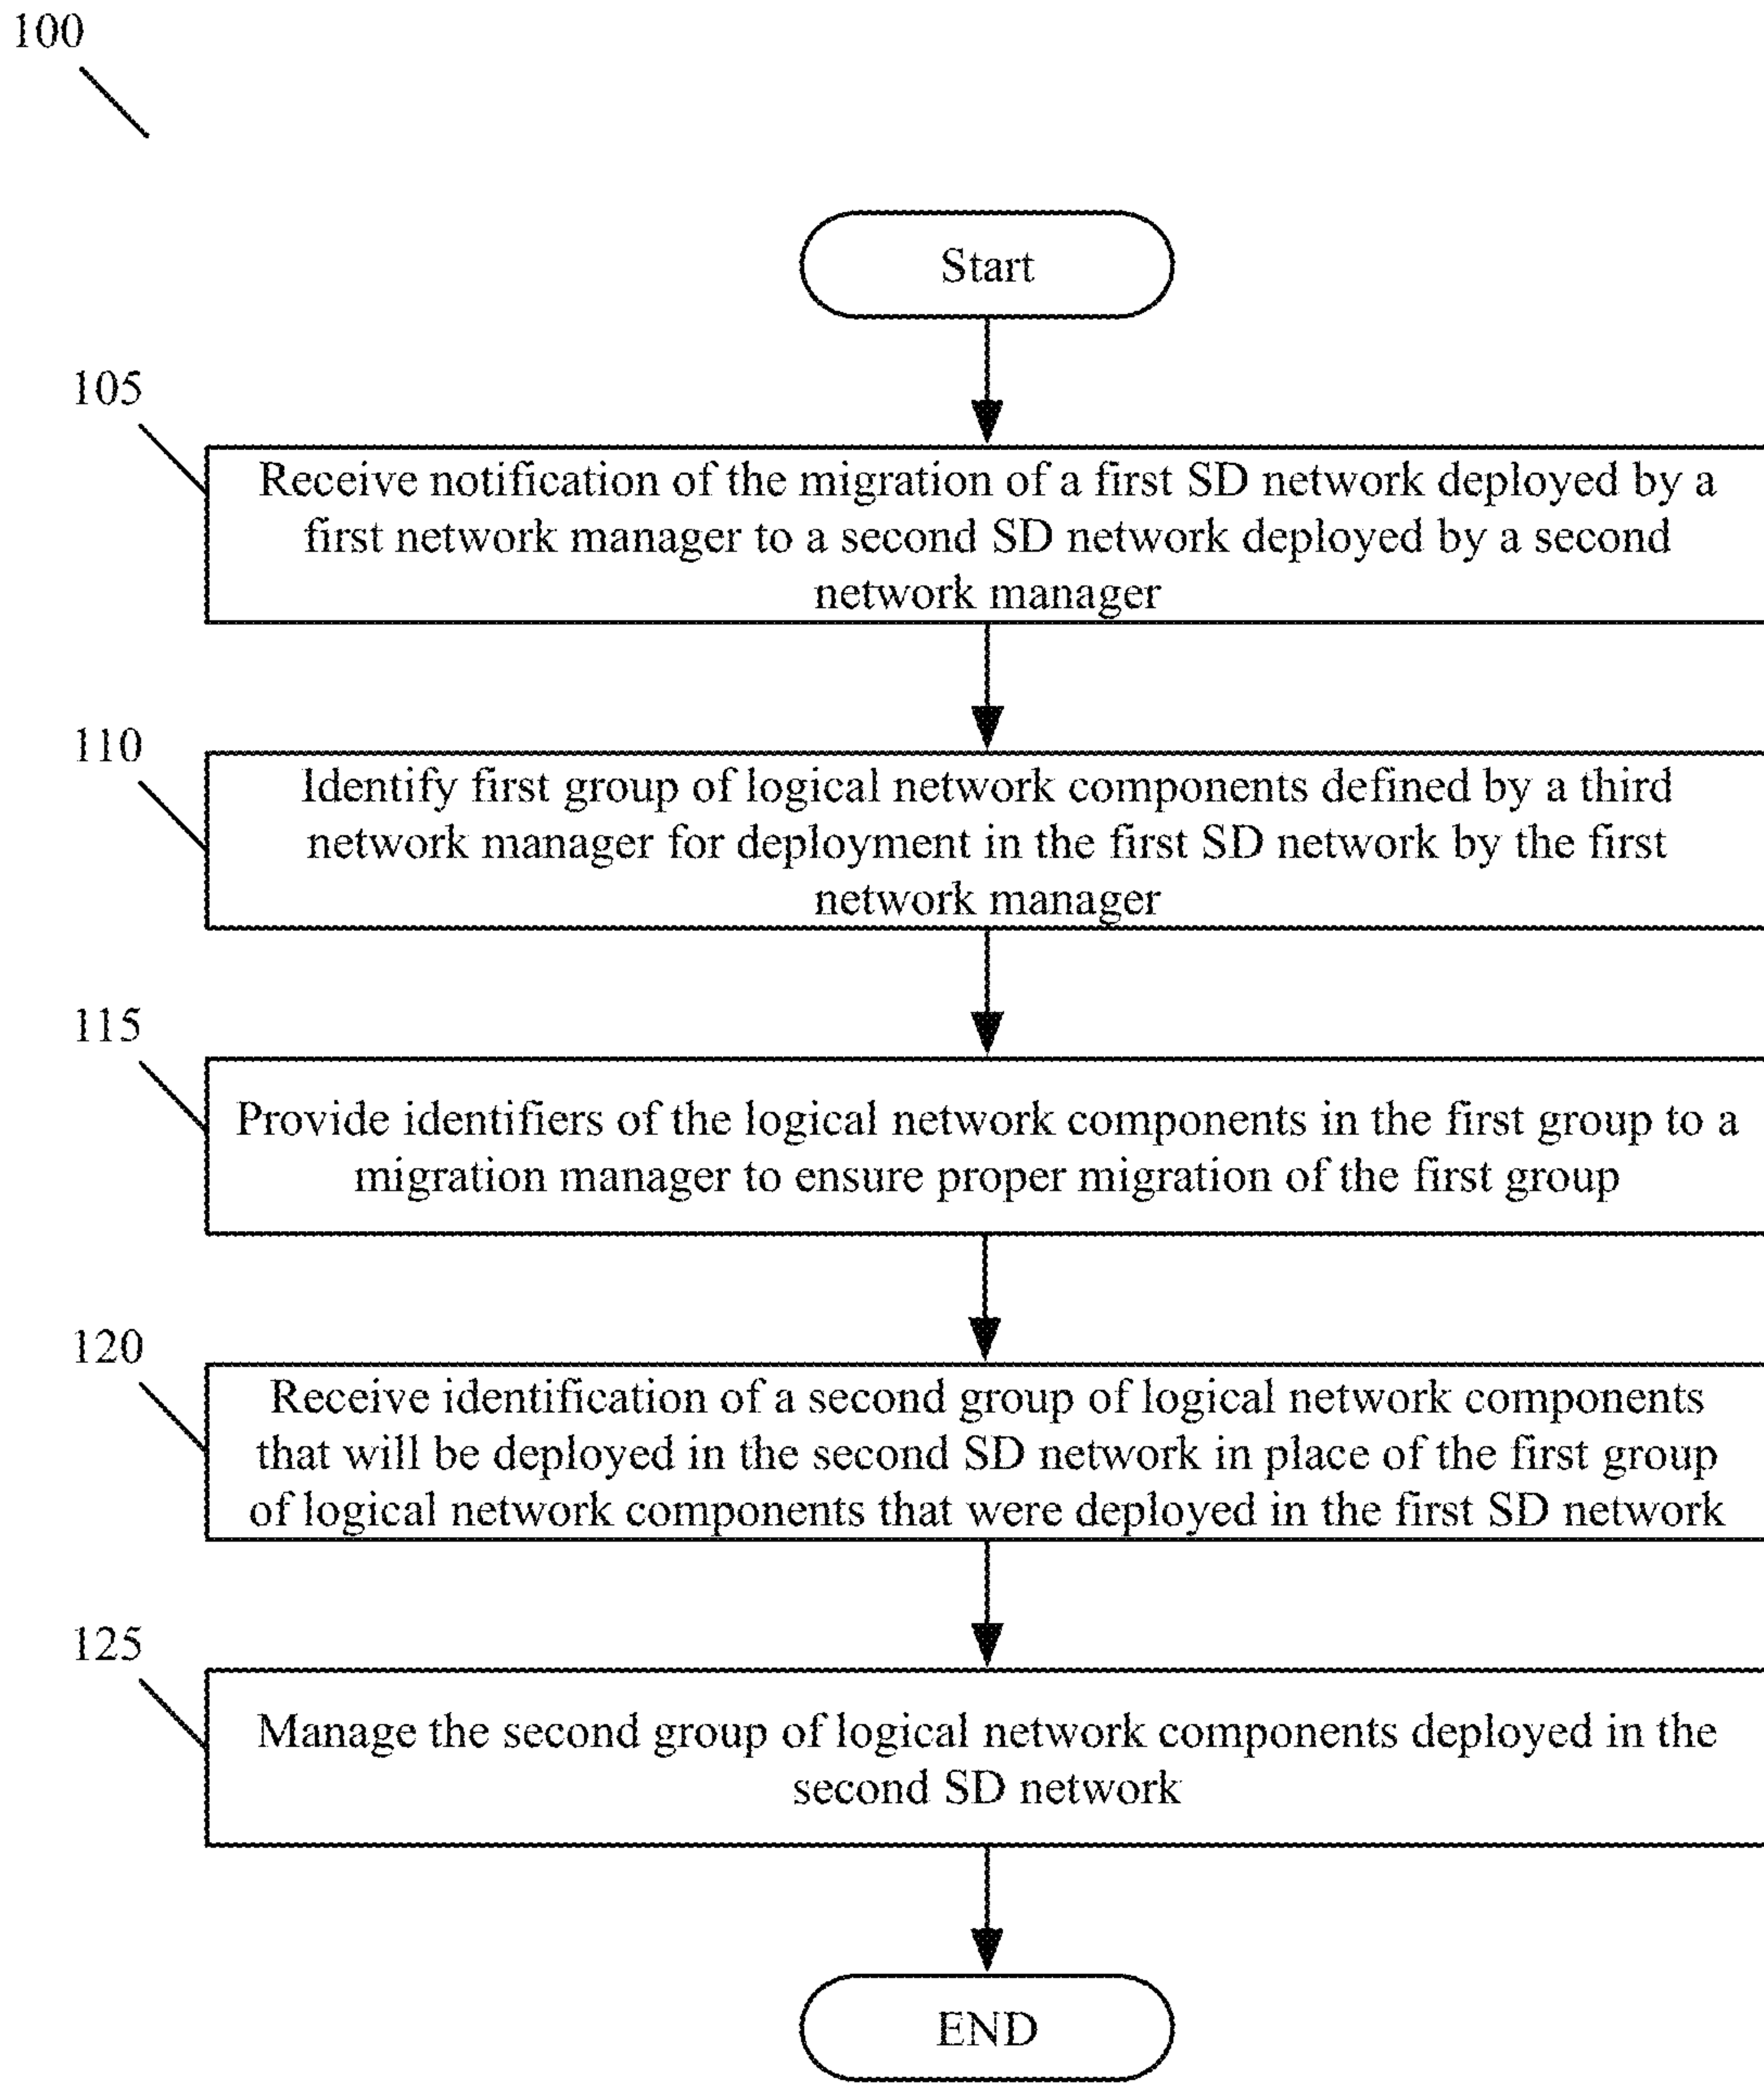 100
Start
105
Receive notification of the migration of a first SD network deployed by a
first network manager to a second SD network deployed by a second
network manager
110
Identify first group of logical network components defined by a third
network manager for deployment in the first SD network by the first
network manager
115
Provide identifiers of the logical network components in the first group to a
migration manager to ensure proper migration of the first group
120
Receive identification of a second group of logical network components
that will be deployed in the second SD network in place of the first group
of logical network components that were deployed in the first SD network
125
Manage the second group of logical network components deployed in the
second SD network
END